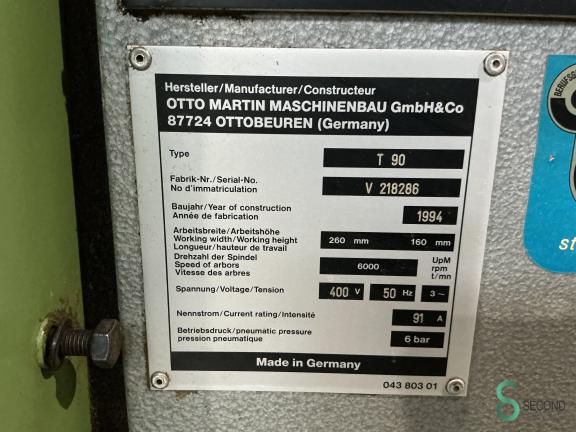 Hersteller/Manufacturer/Constructeur
OTTO MARTIN MASCHINENBAU GmbH&Co
87724 OTTOBEUREN (Germany)
Type
T 90
Fabrik-Nr./Serial-No.
No d'immatriculation
V 218286
Baujahr/Year of construction
Année de fabrication
1994
Arbeitsbreite/Arbeitshöhe
Working width/Working height
Longueur/hauteur de travail
260 mm 160 mm
Drehzahl der Spindel
Speed of arbors
Vitesse des arbres
6000
UpM
rpm
t/mn
Spannung/Voltage/Tension
400 V 50 Hz 3~
Nennstrom/Current rating/Intensité
91 A
Betriebsdruck/pneumatic pressure
pression pneumatique
6 bar
Made in Germany
043 803 01
st
SECOND